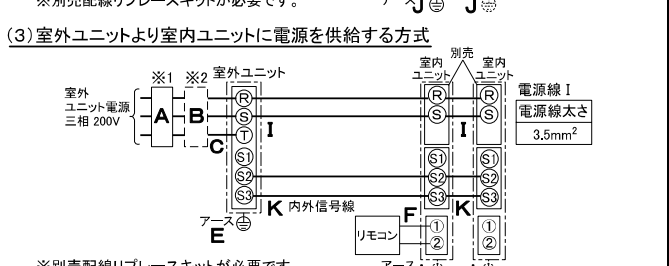 ※別売配線リプレースキットが必要です。
アース J J
(3)室外ユニットより室内ユニットに電源を供給する方式
別売
※1 ※2 室外ユニット
室内ユニット
室内ユニット
室外
ユニット電源
三相 200V
A B C
R
S
T
S1
S2
S3
I
R
S
S1
S2
S3
I
R
S
S1
S2
S3
電源線 I
電源線太さ
3.5mm²
K 内外信号線
K
アース
E
F
リモコン
①
②
①
②
※別売配線リプレースキットが必要です
アース